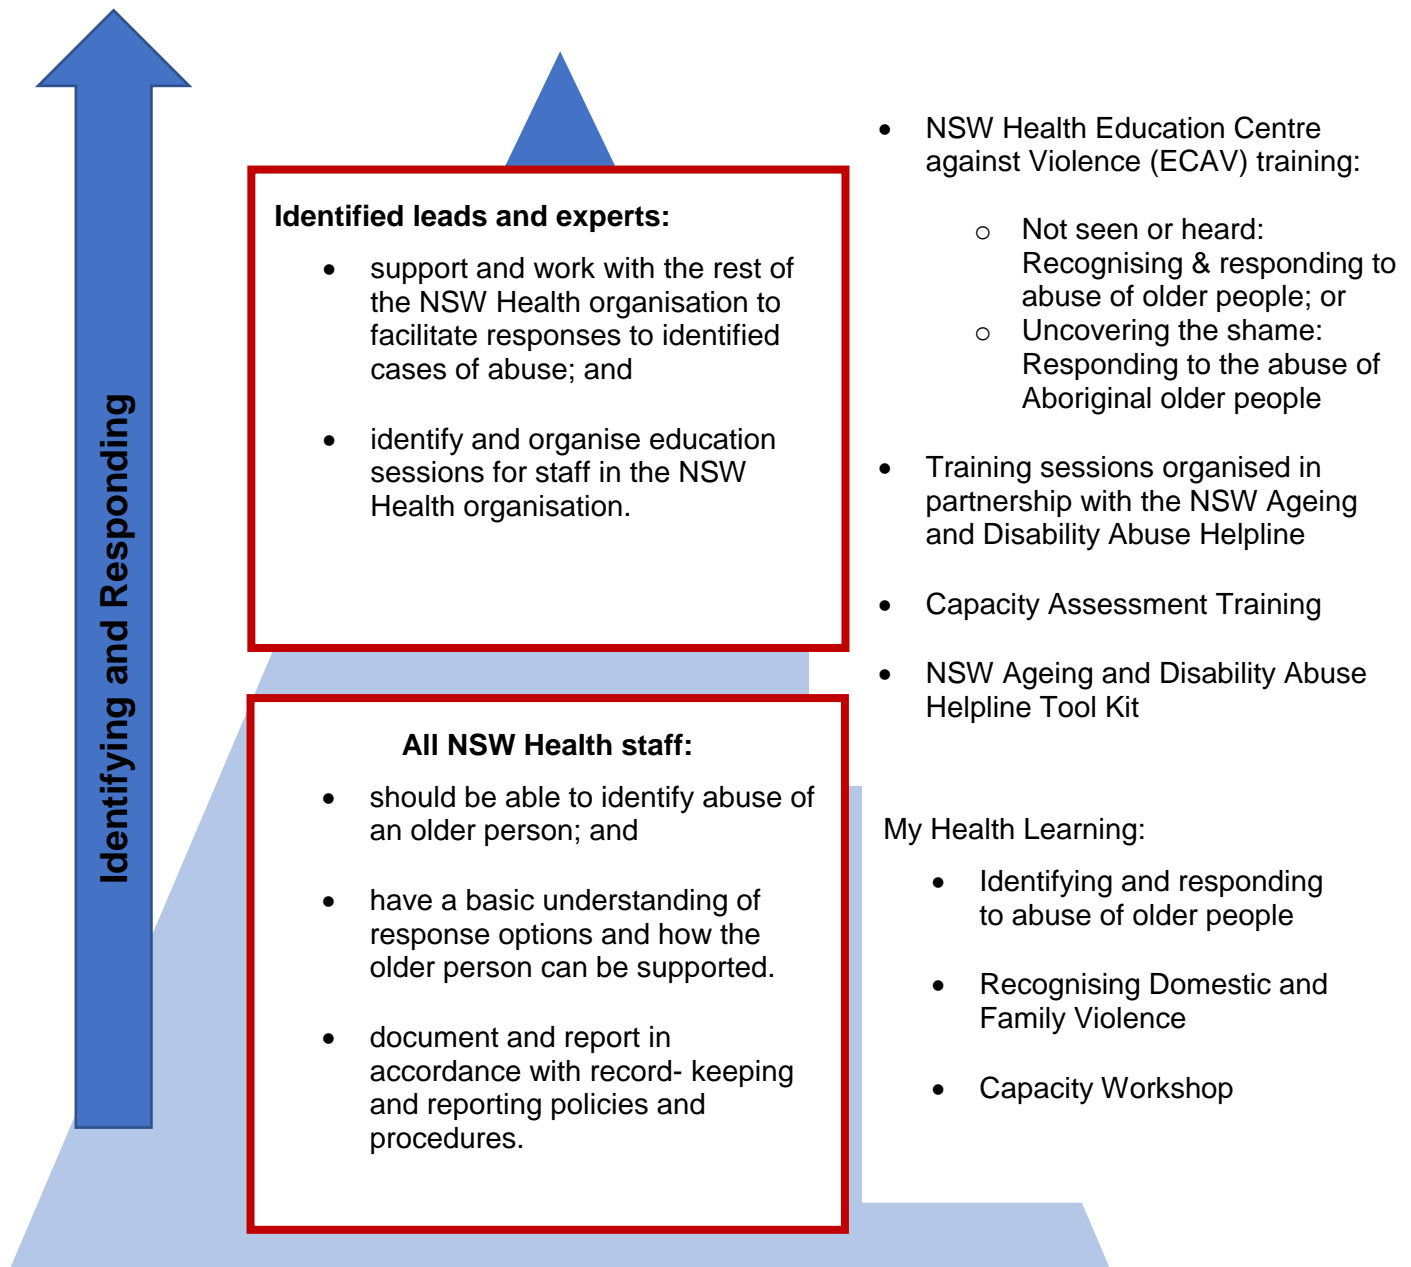 Identifying and Responding
Identified leads and experts:
• support and work with the rest of
the NSW Health organisation to
facilitate responses to identified
cases of abuse; and
• identify and organise education
sessions for staff in the NSW
Health organisation.
• NSW Health Education Centre
against Violence (ECAV) training:
o Not seen or heard:
Recognising & responding to
abuse of older people; or
o Uncovering the shame:
Responding to the abuse of
Aboriginal older people
• Training sessions organised in
partnership with the NSW Ageing
and Disability Abuse Helpline
• Capacity Assessment Training
• NSW Ageing and Disability Abuse
Helpline Tool Kit
All NSW Health staff:
• should be able to identify abuse of
an older person; and
• have a basic understanding of
response options and how the
older person can be supported.
• document and report in
accordance with record- keeping
and reporting policies and
procedures.
My Health Learning:
• Identifying and responding
to abuse of older people
• Recognising Domestic and
Family Violence
• Capacity Workshop